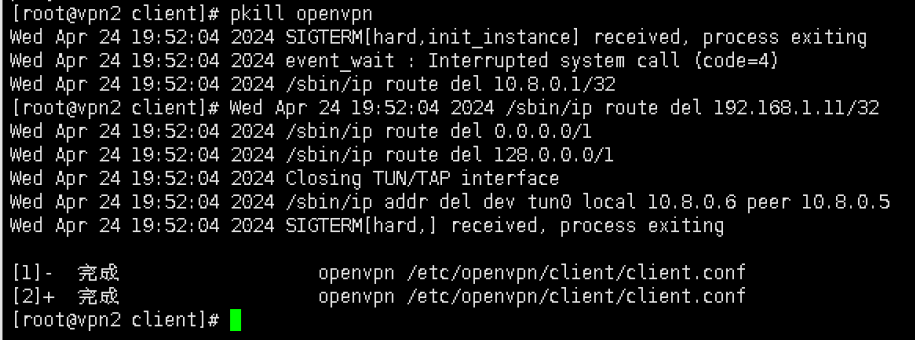 [root@vpn2 client]# pkill openvpn
Wed Apr 24 19:52:04 2024 SIGTERM[hard,init_instance] received, process exiting
Wed Apr 24 19:52:04 2024 event_wait : Interrupted system call (code=4)
Wed Apr 24 19:52:04 2024 /sbin/ip route del 10.8.0.1/32
[root@vpn2 client]# Wed Apr 24 19:52:04 2024 /sbin/ip route del 192.168.1.11/32
Wed Apr 24 19:52:04 2024 /sbin/ip route del 0.0.0.0/1
Wed Apr 24 19:52:04 2024 /sbin/ip route del 128.0.0.0/1
Wed Apr 24 19:52:04 2024 Closing TUN/TAP interface
Wed Apr 24 19:52:04 2024 /sbin/ip addr del dev tun0 local 10.8.0.6 peer 10.8.0.5
Wed Apr 24 19:52:04 2024 SIGTERM[hard,] received, process exiting
[1]-  完成                  openvpn /etc/openvpn/client/client.conf
[2]+  完成                  openvpn /etc/openvpn/client/client.conf
[root@vpn2 client]#